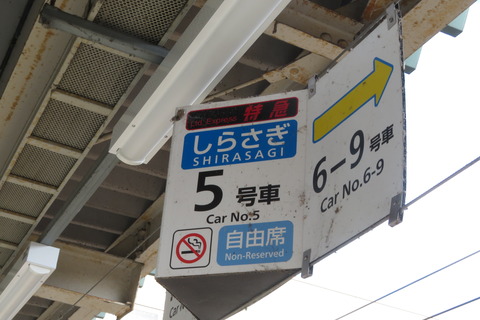 特急
しらさぎ
SHIRASAGI
5号車
Car No.5
自由席
Non-Reserved
6-9号車
Car No.6-9